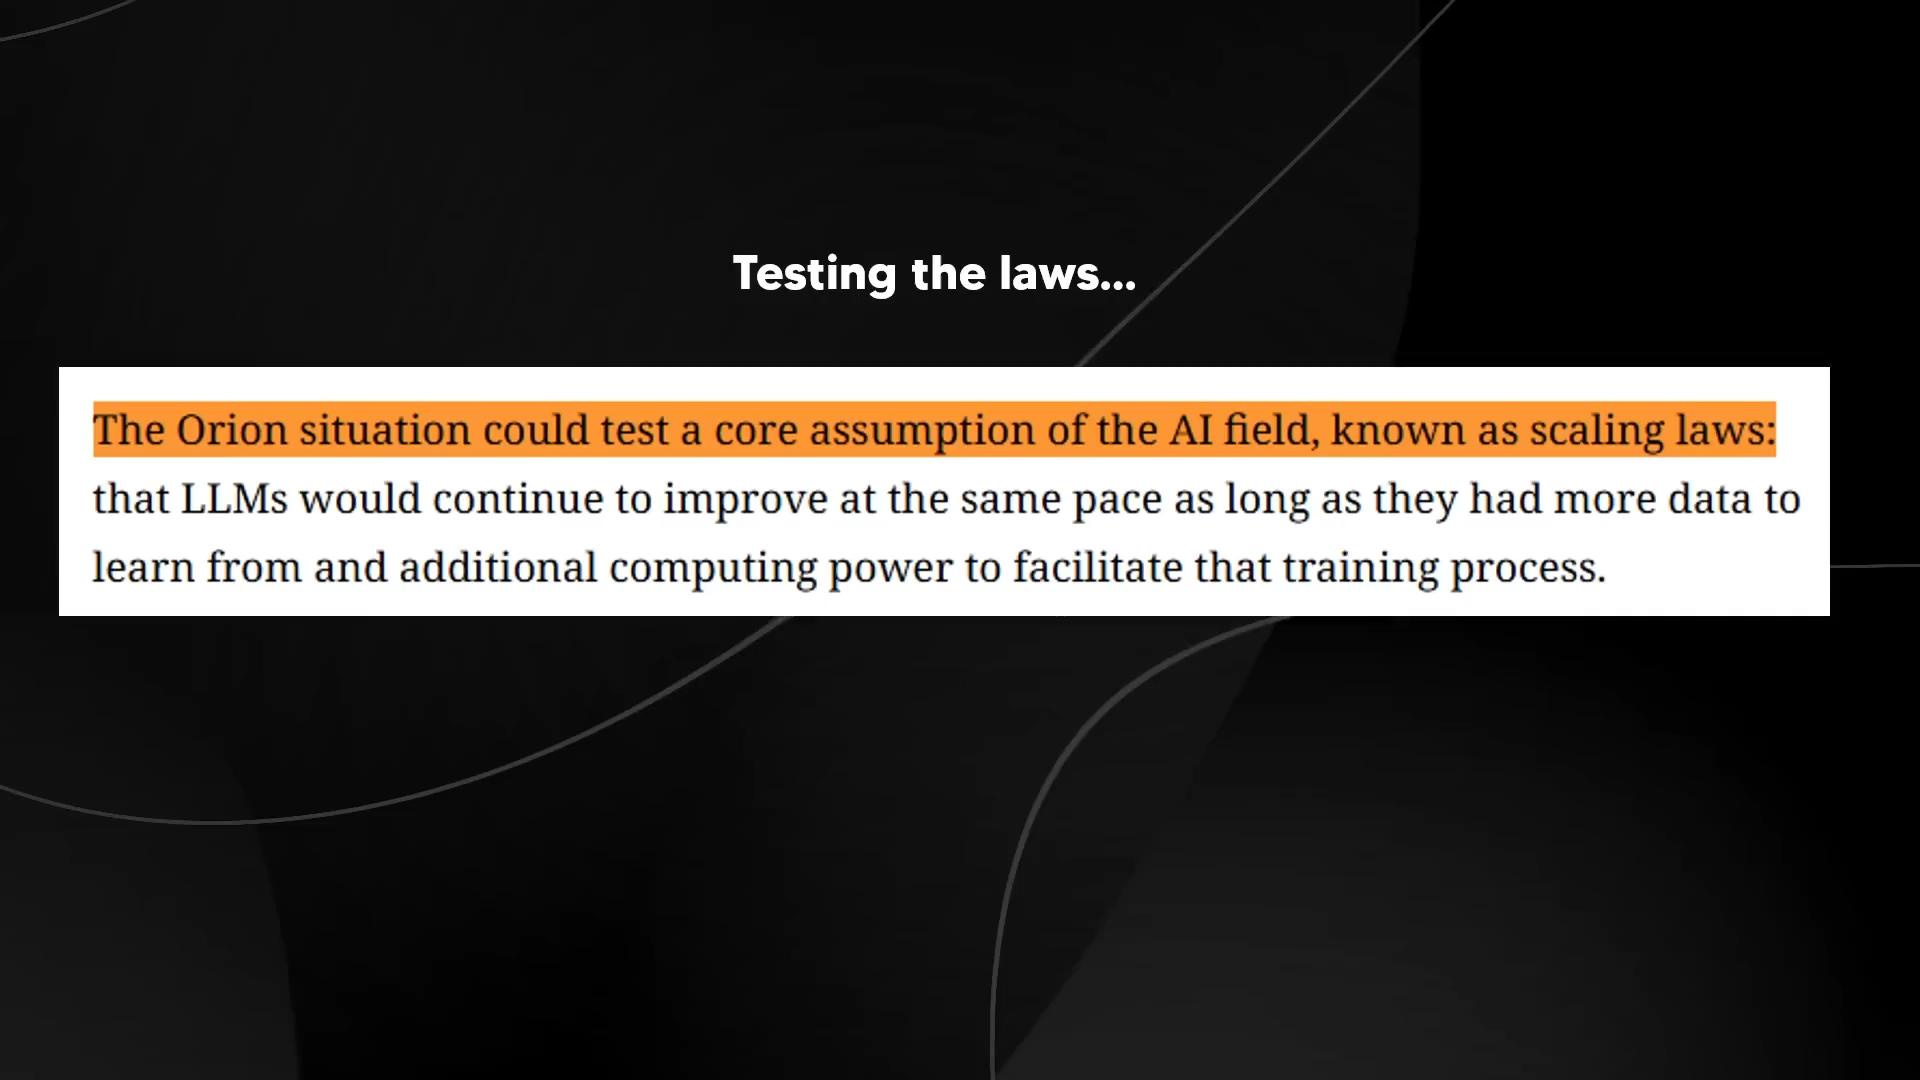 Testing the laws...
The Orion situation could test a core assumption of the AI field, known as scaling laws:
that LLMs would continue to improve at the same pace as long as they had more data to
learn from and additional computing power to facilitate that training process.